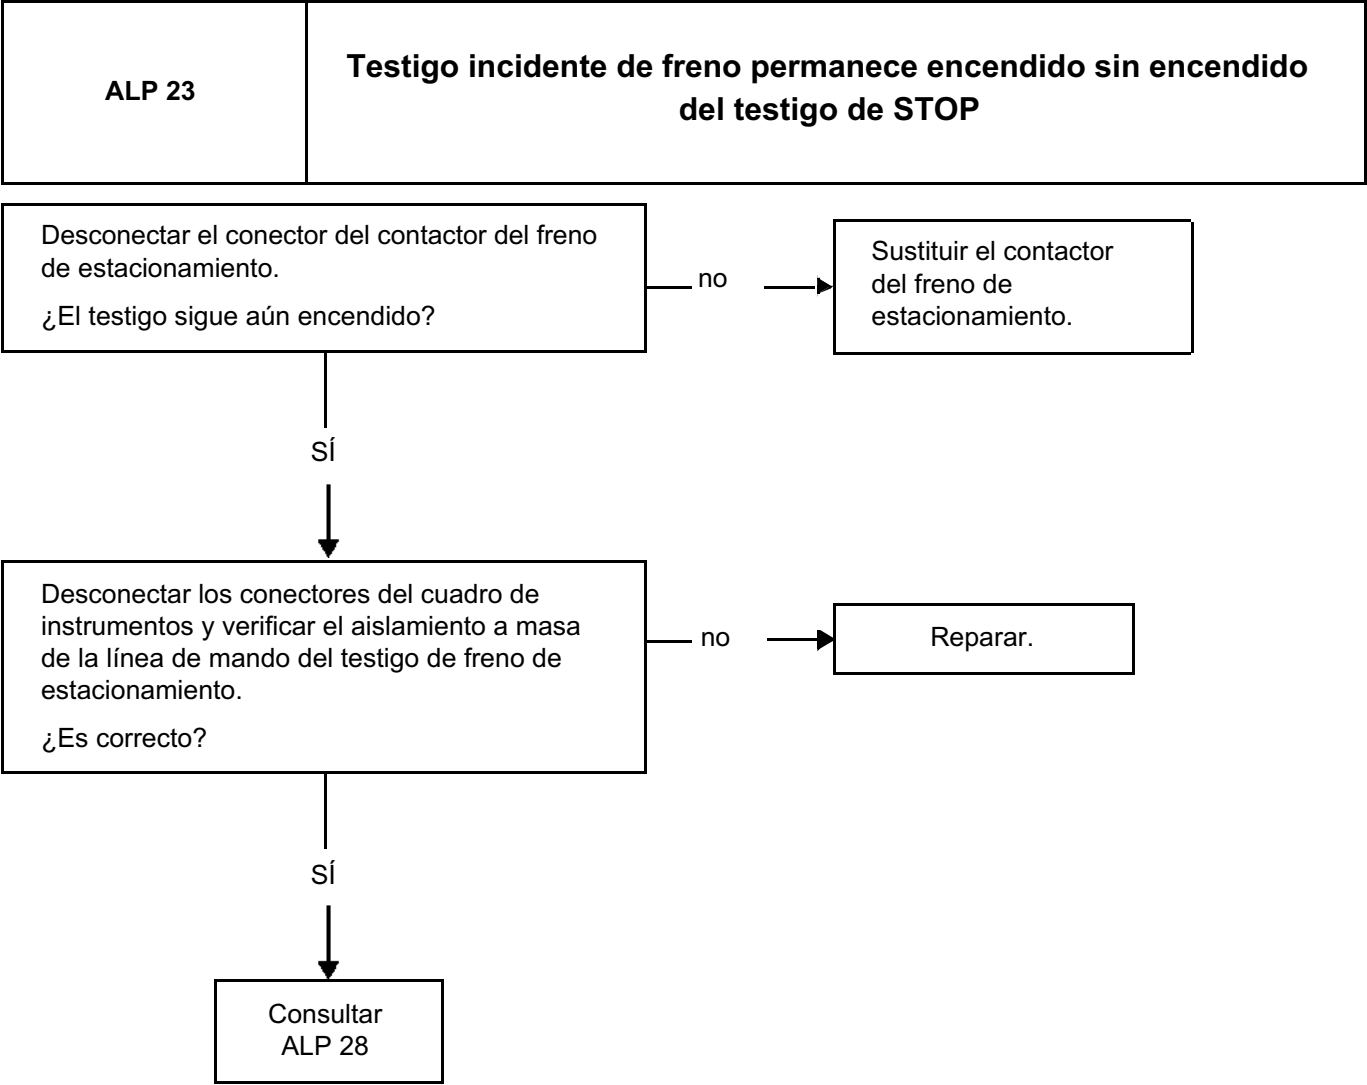 ALP 23
Testigo incidente de freno permanece encendido sin encendido
del testigo de STOP
Desconectar el conector del contactor del freno
de estacionamiento.
¿El testigo sigue aún encendido?
no
Sustituir el contactor
del freno de
estacionamiento.
SÍ
Desconectar los conectores del cuadro de
instrumentos y verificar el aislamiento a masa
de la línea de mando del testigo de freno de
estacionamiento.
¿Es correcto?
no
Reparar.
SÍ
Consultar
ALP 28